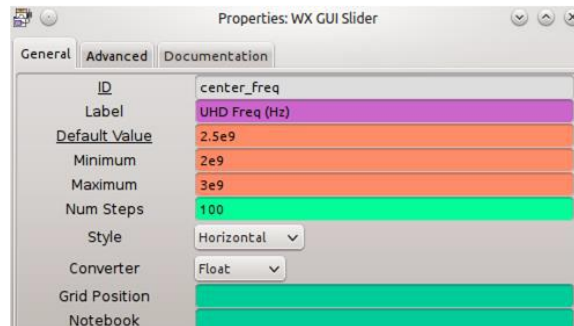 Properties: WX GUI Slider
General Advanced Documentation
ID center_freq
Label UHD Freq (Hz)
Default Value 2.5e9
Minimum 2e9
Maximum 3e9
Num Steps 100
Style Horizontal
Converter Float
Grid Position
Notebook